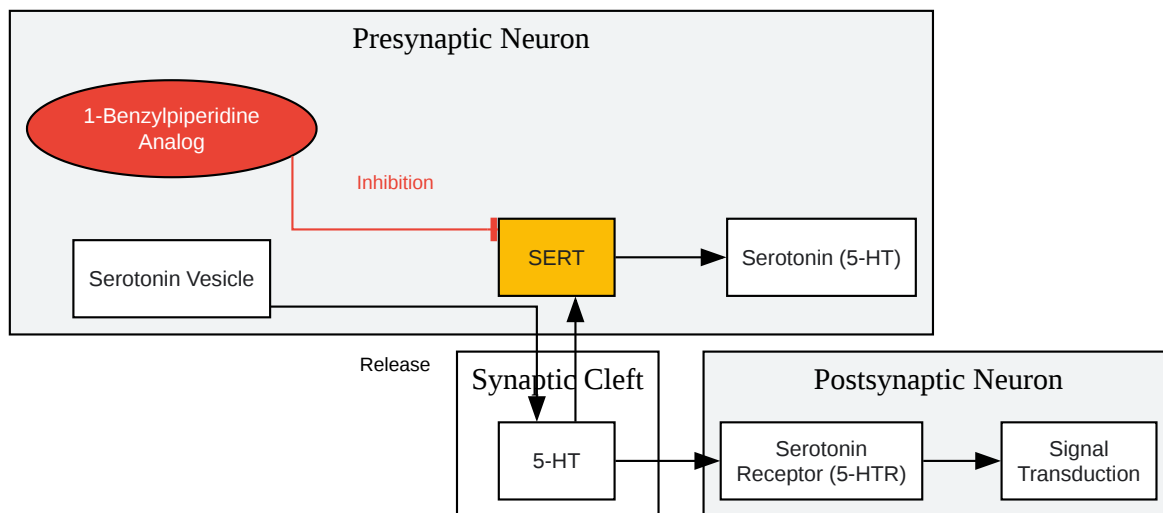 Presynaptic Neuron
1-Benzylpiperidine
Analog
Inhibition
SERT
Serotonin (5-HT)
Serotonin Vesicle
Release
Synaptic Cleft
5-HT
Postsynaptic Neuron
Serotonin
Receptor (5-HTR)
Signal
Transduction